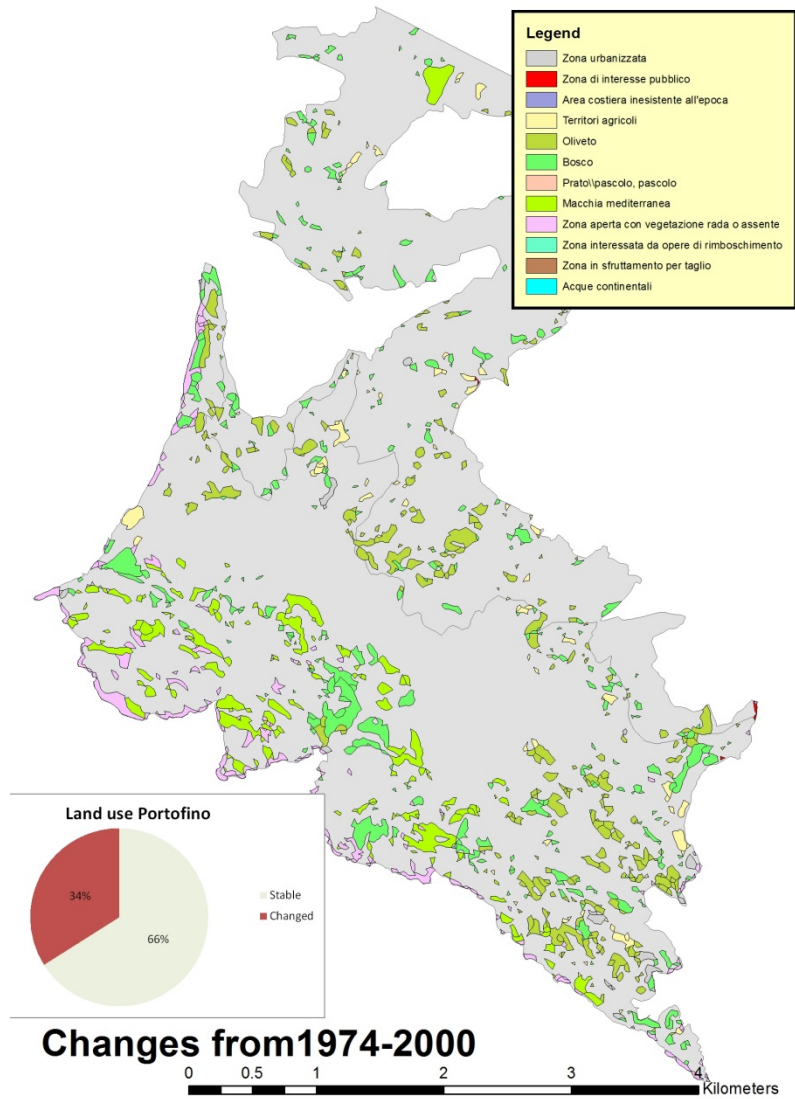 Legend
Zona urbanizzata
Zona di interesse pubblico
Area costiera inesistente all'epoca
Territri agricoli
Oliveto
Bosco
Prato\\pascolo, pascolo
Macchia mediterranea
Zona aperta con vegetazione rada o assente
Zona interessata da opere di rimboschimento
Zona in sfruttamento per taglio
Acque continentali
Land use Portofino
34%
66%
Stable
Changed
Changes from1974-2000
0 0.5 1 2 3 4
Kilometers